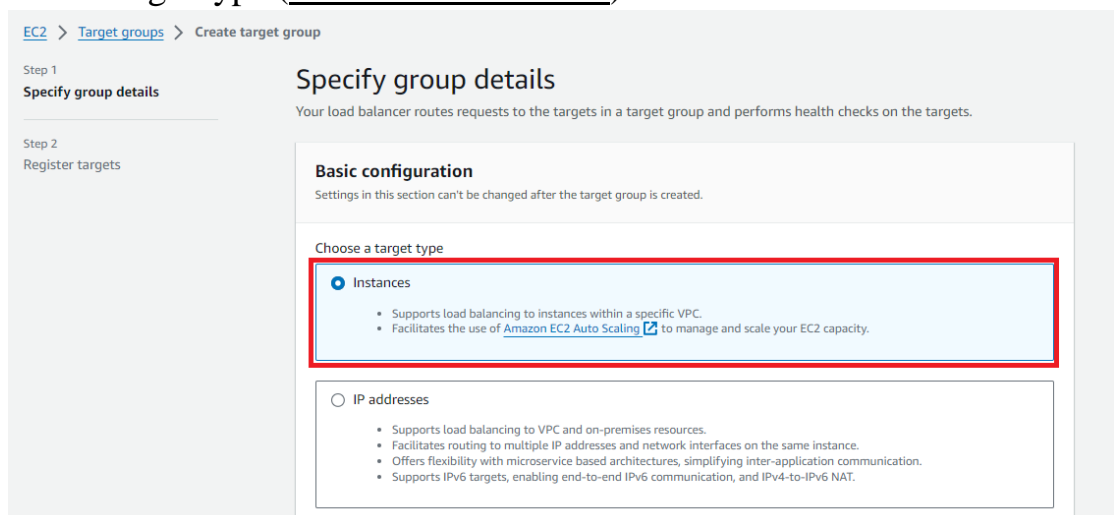 EC2 > Target groups > Create target group
Step 1
Specify group details
Step 2
Register targets
Specify group details
Your load balancer routes requests to the targets in a target group and performs health checks on the targets.
Basic configuration
Settings in this section can't be changed after the target group is created.
Choose a target type
Instances
• Supports load balancing to instances within a specific VPC.
• Facilitates the use of Amazon EC2 Auto Scaling to manage and scale your EC2 capacity.
IP addresses
• Supports load balancing to VPC and on-premises resources.
• Facilitates routing to multiple IP addresses and network interfaces on the same instance.
• Offers flexibility with microservice based architectures, simplifying inter-application communication.
• Supports IPv6 targets, enabling end-to-end IPv6 communication, and IPv4-to-IPv6 NAT.